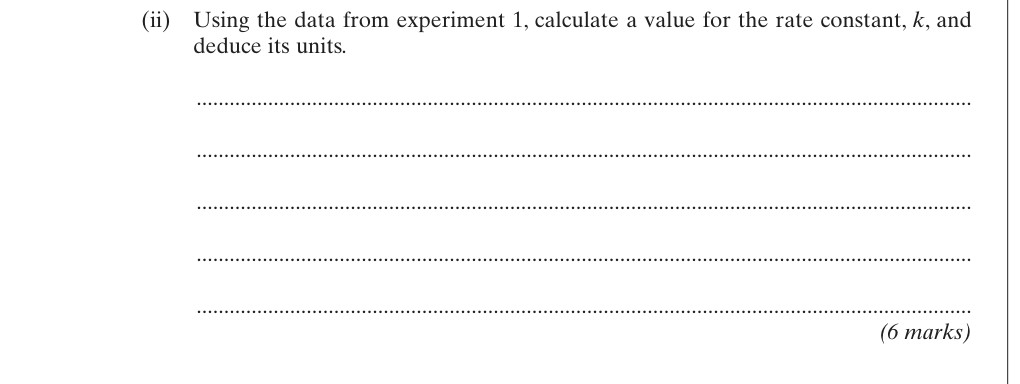 (ii) Using the data from experiment 1, calculate a value for the rate constant, k, and
deduce its units.
(6 marks)